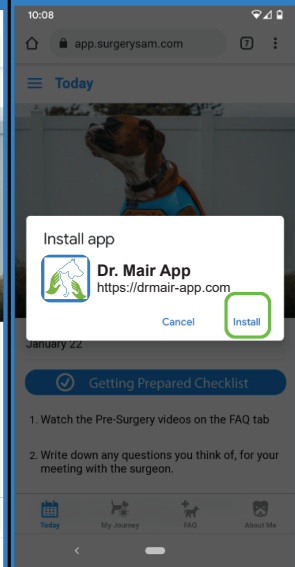 10:08
app.surgerysam.com 7
Today
Install app
Dr. Mair App
https://drmair-app.com
Cancel Install
January 22
Getting Prepared Checklist
1. Watch the Pre-Surgery videos on the FAQ tab
2. Write down any questions you think of, for your
meeting with the surgeon.
Today My Journey FAQ About Me